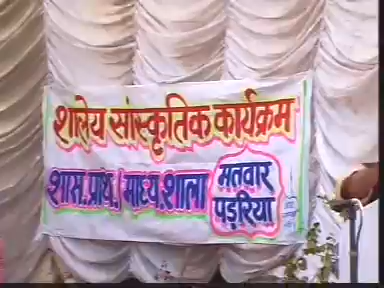 शालेय सांस्कृतिक कार्यक्रम
शास. प्राथ. / माध्य. शाला मतवार
पड़रिया